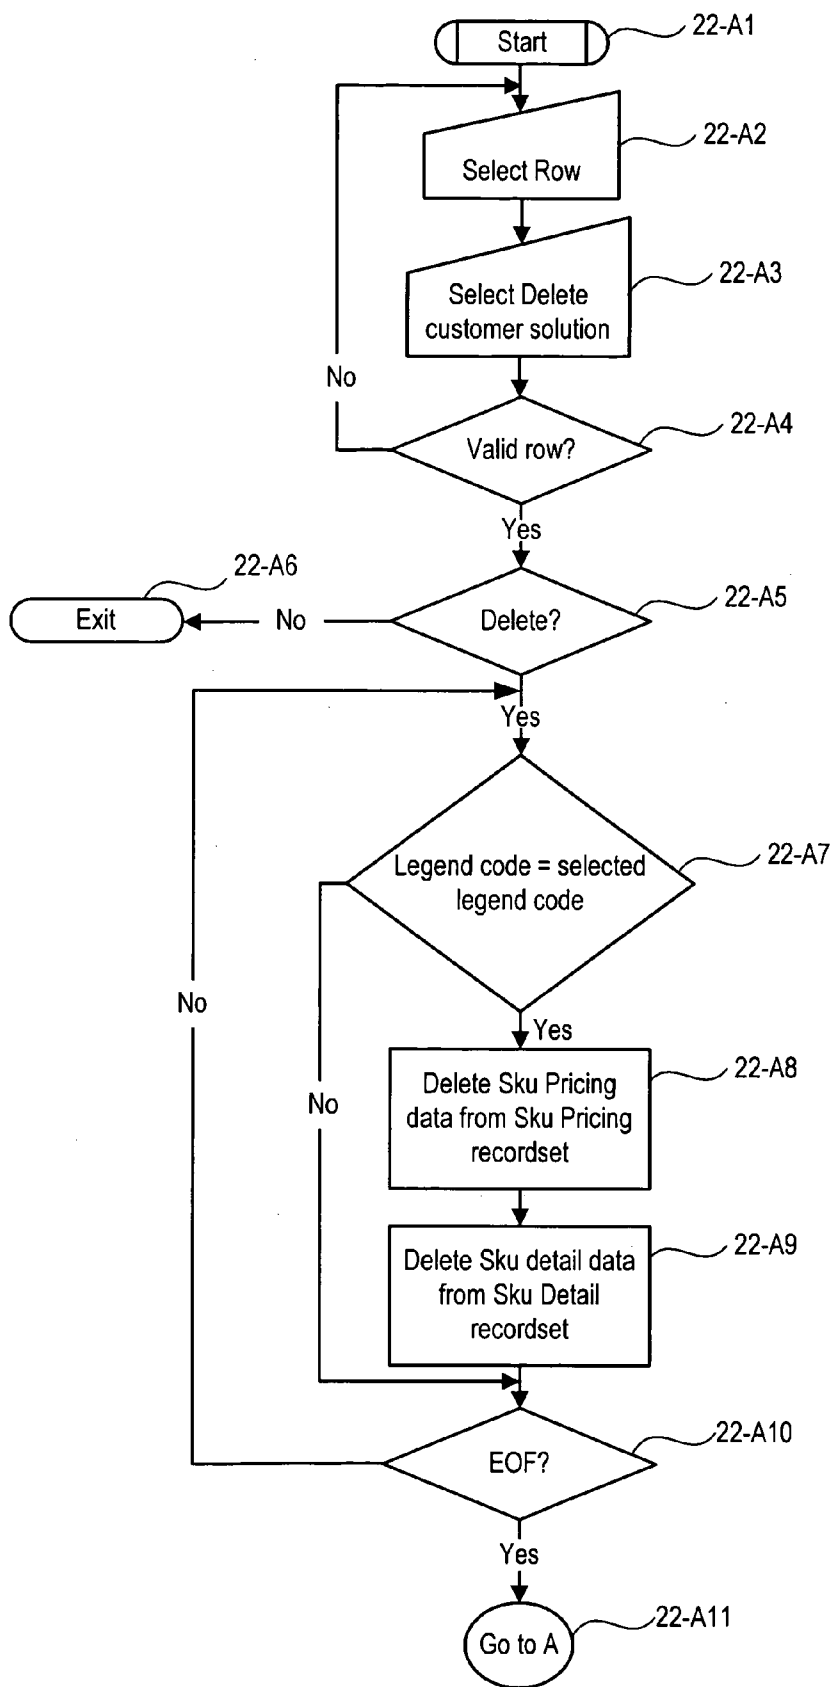 Start
22-A1
Select Row
22-A2
Select Delete
customer solution
22-A3
No
Valid row?
22-A4
Yes
22-A6
Exit
No
Delete?
22-A5
Yes
Legend code = selected
legend code
22-A7
No
Yes
Delete Sku Pricing
data from Sku Pricing
recordset
22-A8
No
Delete Sku detail data
from Sku Detail
recordset
22-A9
EOF?
22-A10
Yes
Go to A
22-A11